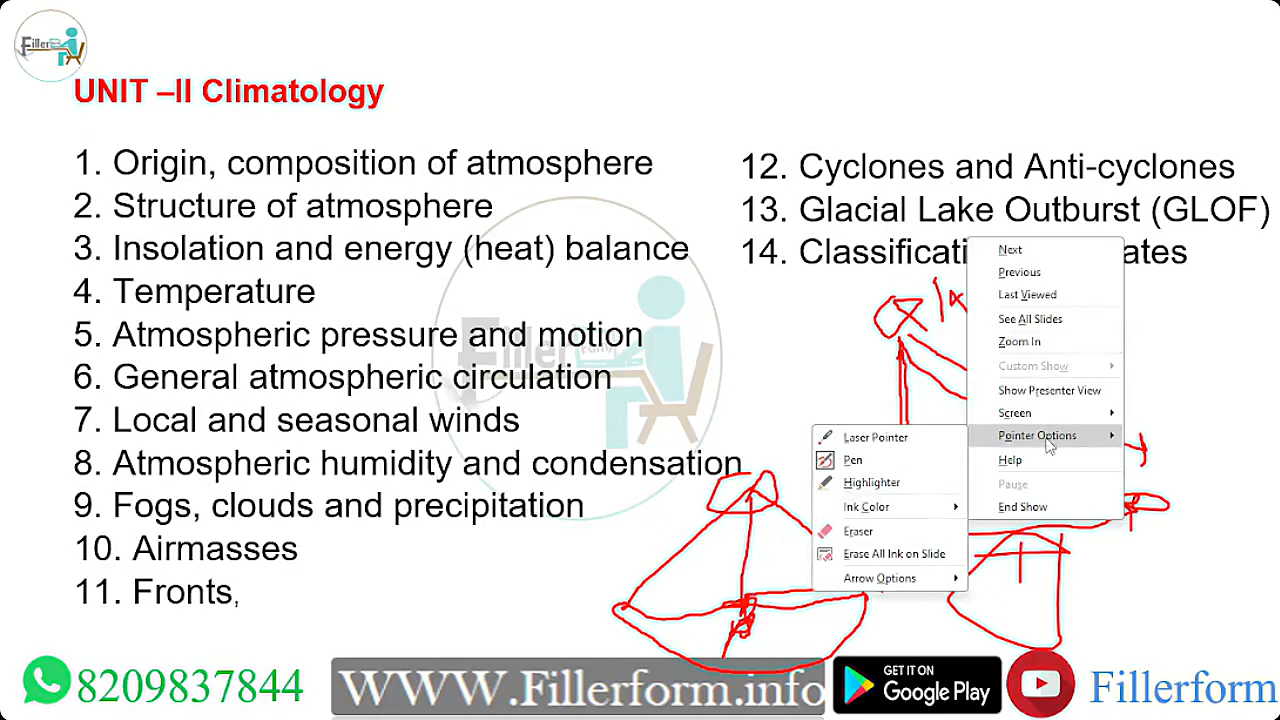 Fillerform
UNIT –II Climatology
1. Origin, composition of atmosphere
2. Structure of atmosphere
3. Insolation and energy (heat) balance
4. Temperature
5. Atmospheric pressure and motion
6. General atmospheric circulation
7. Local and seasonal winds
8. Atmospheric humidity and condensation
9. Fogs, clouds and precipitation
10. Airmasses
11. Fronts,
12. Cyclones and Anti-cyclones
13. Glacial Lake Outburst (GLOF)
14. Classificati ates
Next
Previous
Last Viewed
See All Slides
Zoom In
Custom Show
Show Presenter View
Screen
Pointer Options
Help
Pause
End Show
Laser Pointer
Pen
Highlighter
Ink Color
Eraser
Erase All Ink on Slide
Arrow Options
8209837844
WWW.Fillerform.info
GET IT ON
Google Play
Fillerform